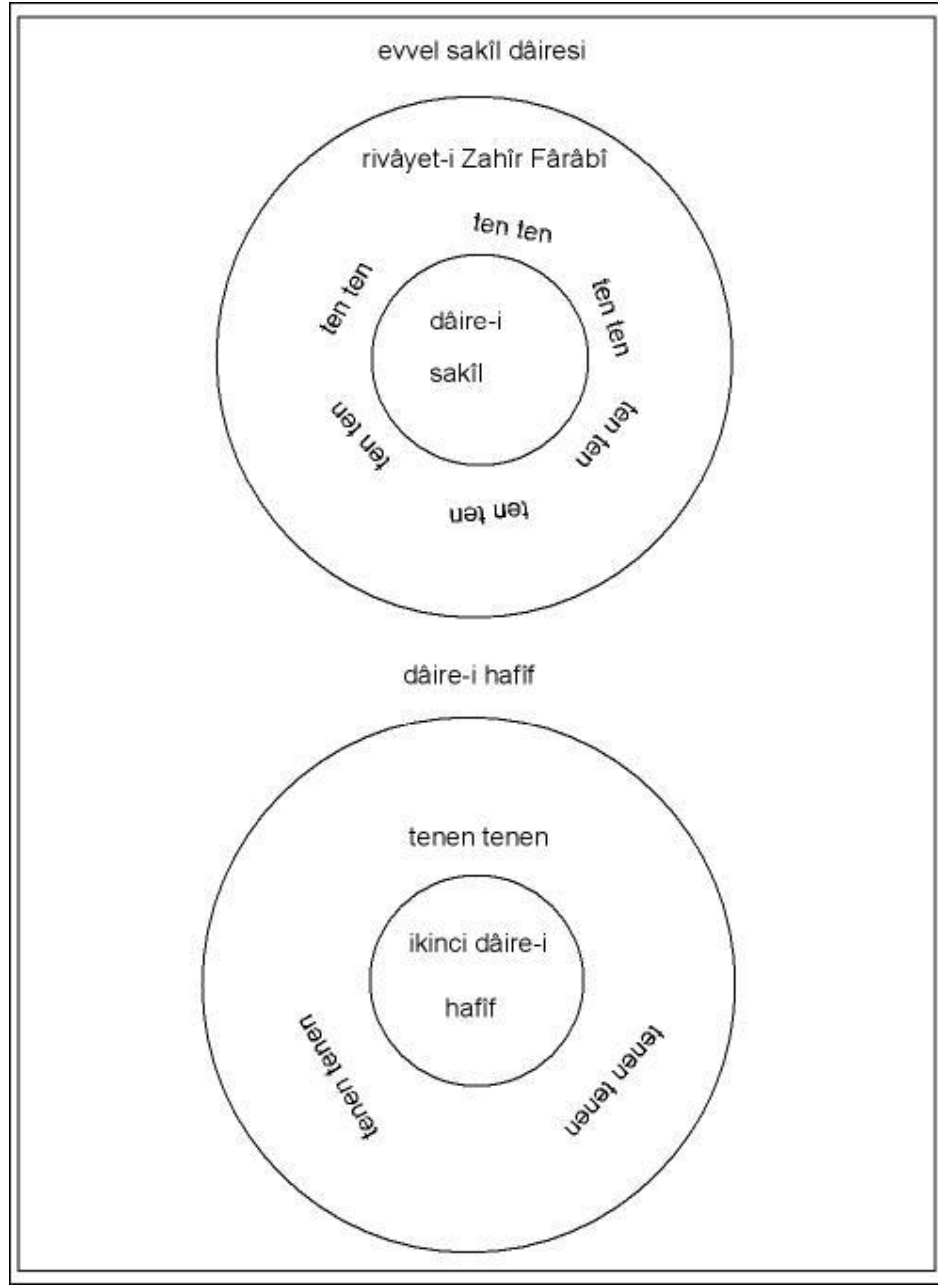 evvel sakîl dâiresi
rivâyet-i Zahîr Fârâbî
ten ten
ten ten
ten ten
ten ten
ten ten
ten ten
dâire-i
sakîl
dâire-i hafîf
tenen tenen
tenen tenen
tenen tenen
ikinci dâire-i
hafîf